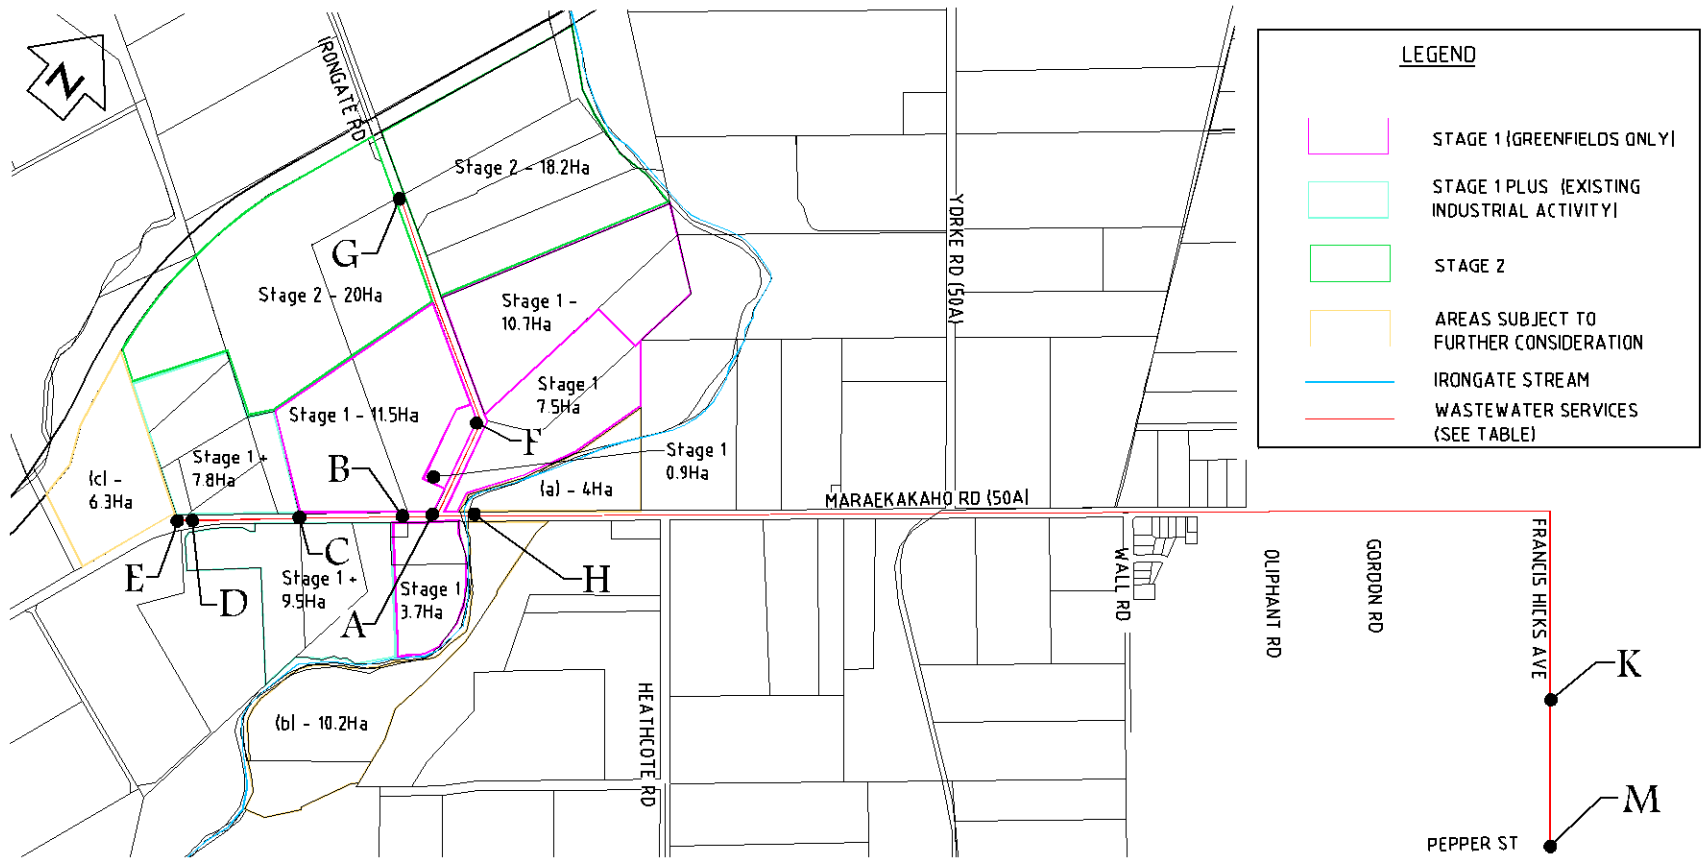 N
IRONGATE RD
Stage 2 - 18.2Ha
G
Stage 2 - 20Ha
Stage 1 -
10.7Ha
Stage 1
7.5Ha
Stage 1 - 11.5Ha
F
Stage 1
0.9Ha
Stage 1 +
7.8Ha
(c) -
6.3Ha
B
(a) - 4Ha
MARAEKAKAHO RD (50A)
YORKE RD (50A)
E
D
C
Stage 1 +
9.5Ha
A
Stage 1
3.7Ha
H
(b) - 10.2Ha
HEATHCOTE RD
WALL RD
OLIPHANT RD
GORDON RD
FRANCIS HICKS AVE
K
M
PEPPER ST
LEGEND
STAGE 1 (GREENFIELDS ONLY)
STAGE 1 PLUS (EXISTING
INDUSTRIAL ACTIVITY)
STAGE 2
AREAS SUBJECT TO
FURTHER CONSIDERATION
IRONGATE STREAM
WASTEWATER SERVICES
(SEE TABLE)